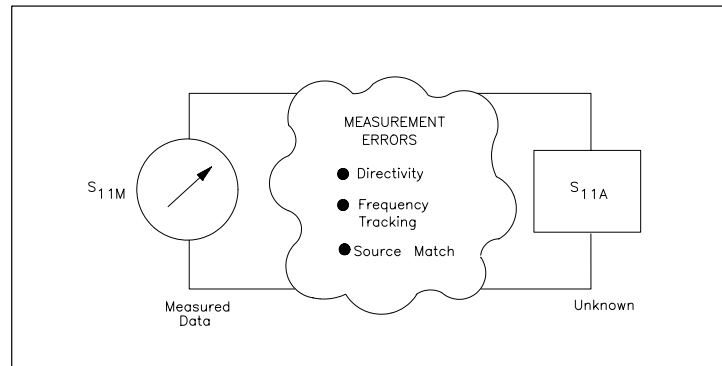 MEASUREMENT
ERRORS
S11M
Directivity
Frequency
Tracking
Source Match
S11A
Measured
Data
Unknown